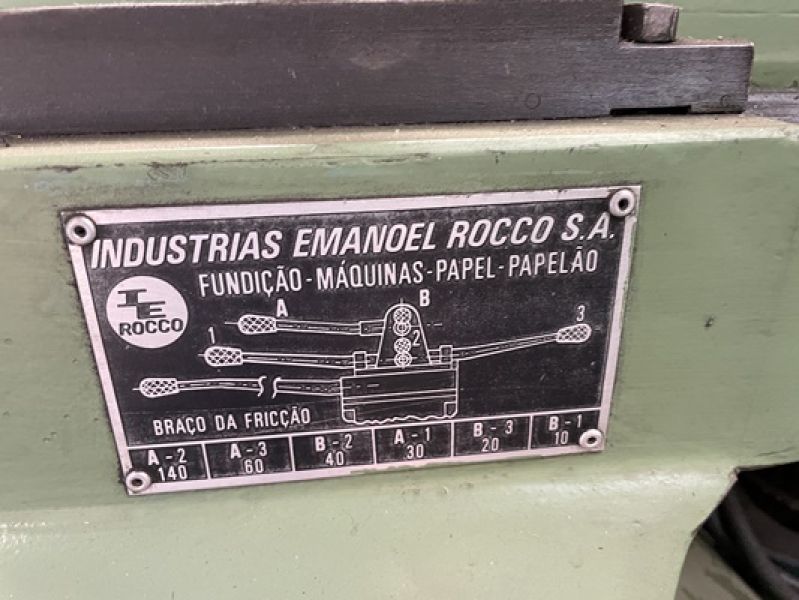 INDUSTRIAS EMANOEL ROCCO S.A.
FUNDIÇÃO-MÁQUINAS-PAPEL-PAPELÃO
IE
ROCCO
A
B
1
2
3
BRAÇO DA FRICÇÃO
A-2 A-3 B-2 A-1 B-3 B-1
140 60 40 30 20 10